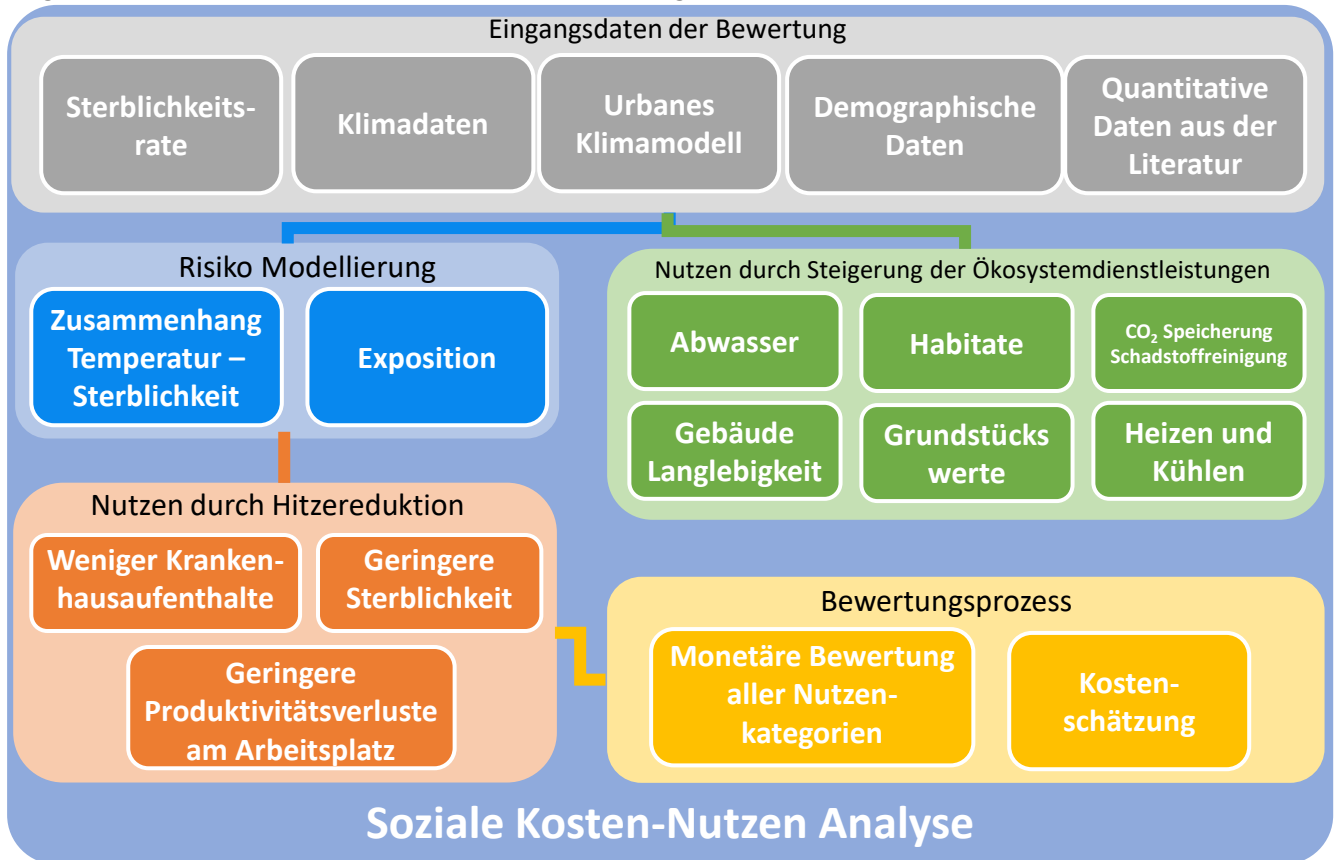 Eingangsdaten der Bewertung
Sterblichkeits-
rate
Klimadaten
Urbanes
Klimamodell
Demographische
Daten
Quantitative
Daten aus der
Literatur
Risiko Modellierung
Zusammenhang
Temperatur –
Sterblichkeit
Exposition
Nutzen durch Steigerung der Ökosystemdienstleistungen
Abwasser
Habitate
CO₂ Speicherung
Schadstoffreinigung
Gebäude
Langlebigkeit
Grundstücks
werte
Heizen und
Kühlen
Nutzen durch Hitzereduktion
Weniger Kranken-
hausaufenthalte
Geringere
Sterblichkeit
Geringere
Produktivitätsverluste
am Arbeitsplatz
Bewertungsprozess
Monetäre Bewertung
aller Nutzen-
kategorien
Kosten-
schätzung
Soziale Kosten-Nutzen Analyse